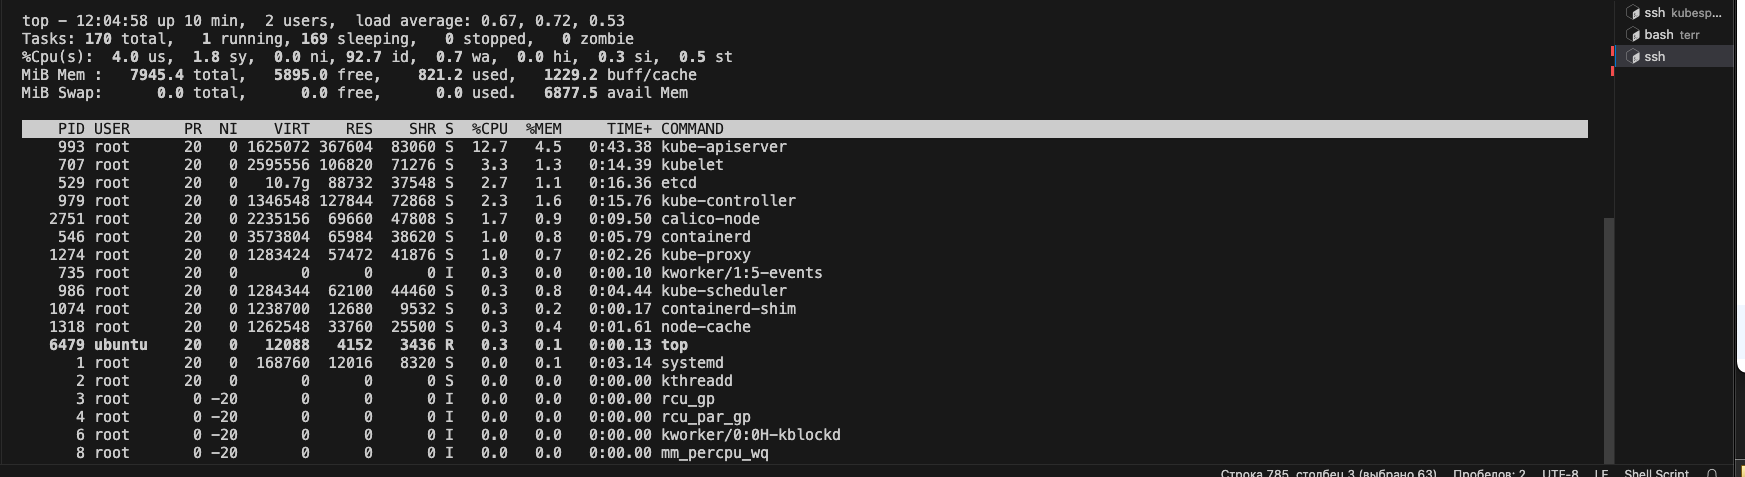 top - 12:04:58 up 10 min,  2 users,  load average: 0.67, 0.72, 0.53
Tasks: 170 total,   1 running, 169 sleeping,   0 stopped,   0 zombie
%Cpu(s):  4.0 us,  1.8 sy,  0.0 ni, 92.7 id,  0.7 wa,  0.0 hi,  0.3 si,  0.5 st
MiB Mem :   7945.4 total,   5895.0 free,    821.2 used,   1229.2 buff/cache
MiB Swap:      0.0 total,      0.0 free,      0.0 used.   6877.5 avail Mem
PID USER      PR  NI    VIRT    RES    SHR S  %CPU  %MEM     TIME+ COMMAND
993 root      20   0 1625072 367604  83060 S  12.7   4.5   0:43.38 kube-apiserver
707 root      20   0 2595556 106820  71276 S   3.3   1.3   0:14.39 kubelet
529 root      20   0   10.7g  88732  37548 S   2.7   1.1   0:16.36 etcd
979 root      20   0 1346548 127844  72868 S   2.3   1.6   0:15.76 kube-controller
2751 root      20   0 2235156  69660  47808 S   1.7   0.9   0:09.50 calico-node
546 root      20   0 3573804  65984  38620 S   1.0   0.8   0:05.79 containerd
1274 root      20   0 1283424  57472  41876 S   1.0   0.7   0:02.26 kube-proxy
735 root      20   0       0      0      0 I   0.3   0.0   0:00.10 kworker/1:5-events
986 root      20   0 1284344  62100  44460 S   0.3   0.8   0:04.44 kube-scheduler
1074 root      20   0 1238700  12680   9532 S   0.3   0.2   0:00.17 containerd-shim
1318 root      20   0 1262548  33760  25500 S   0.3   0.4   0:01.61 node-cache
6479 ubuntu    20   0   12088   4152   3436 R   0.3   0.1   0:00.13 top
1 root      20   0  168760  12016   8320 S   0.0   0.1   0:03.14 systemd
2 root      20   0       0      0      0 S   0.0   0.0   0:00.00 kthreadd
3 root       0 -20       0      0      0 I   0.0   0.0   0:00.00 rcu_gp
4 root       0 -20       0      0      0 I   0.0   0.0   0:00.00 rcu_par_gp
6 root       0 -20       0      0      0 I   0.0   0.0   0:00.00 kworker/0:0H-kblockd
8 root       0 -20       0      0      0 I   0.0   0.0   0:00.00 mm_percpu_wq
ssh kubesp...
bash terr
ssh
Строка 785, столбец 3 (выбрано 63) Пробелов: 2 UTF-8 LF Shell Script